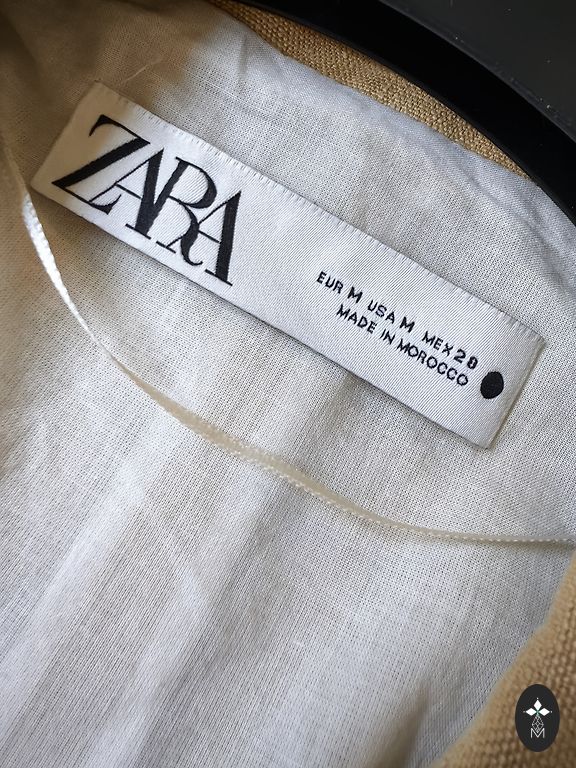 ZARA
EUR M USA M MEX 28
MADE IN MOROCCO
M